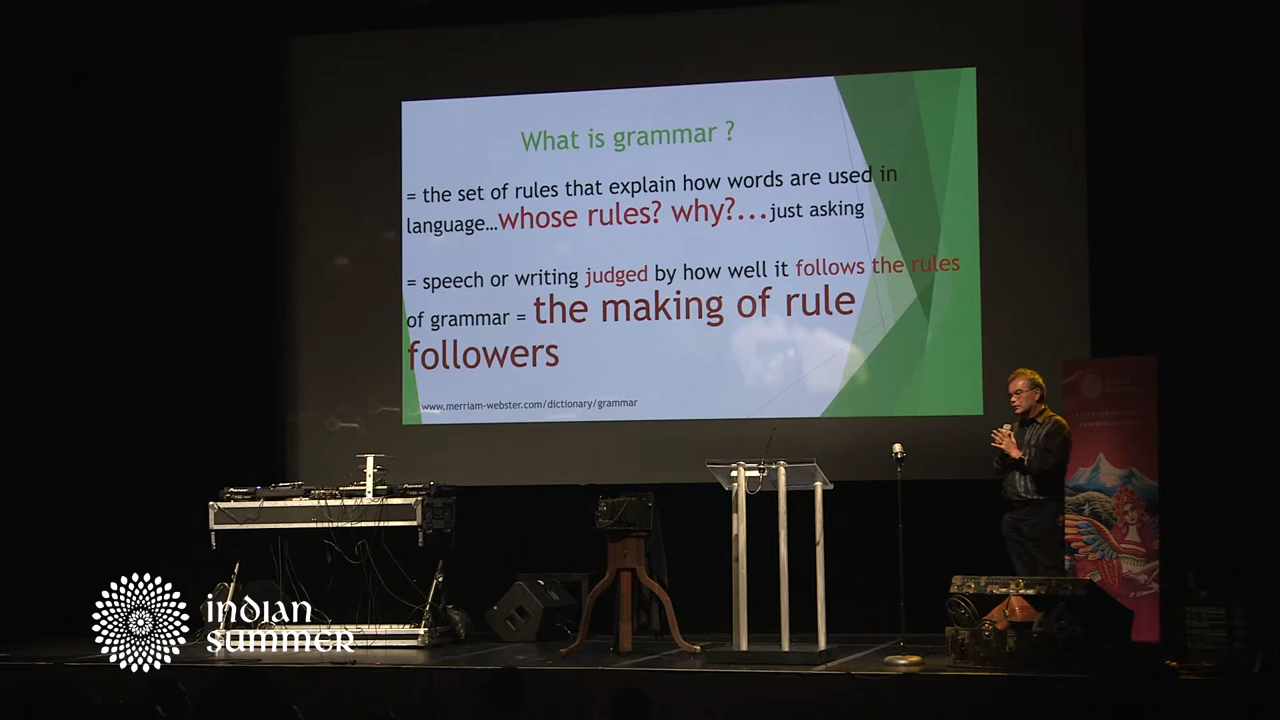 What is grammar ?
= the set of rules that explain how words are used in
language...whose rules? why?...just asking
= speech or writing judged by how well it follows the rules
of grammar = the making of rule
followers
www.merriam-webster.com/dictionary/grammar
indian
summer